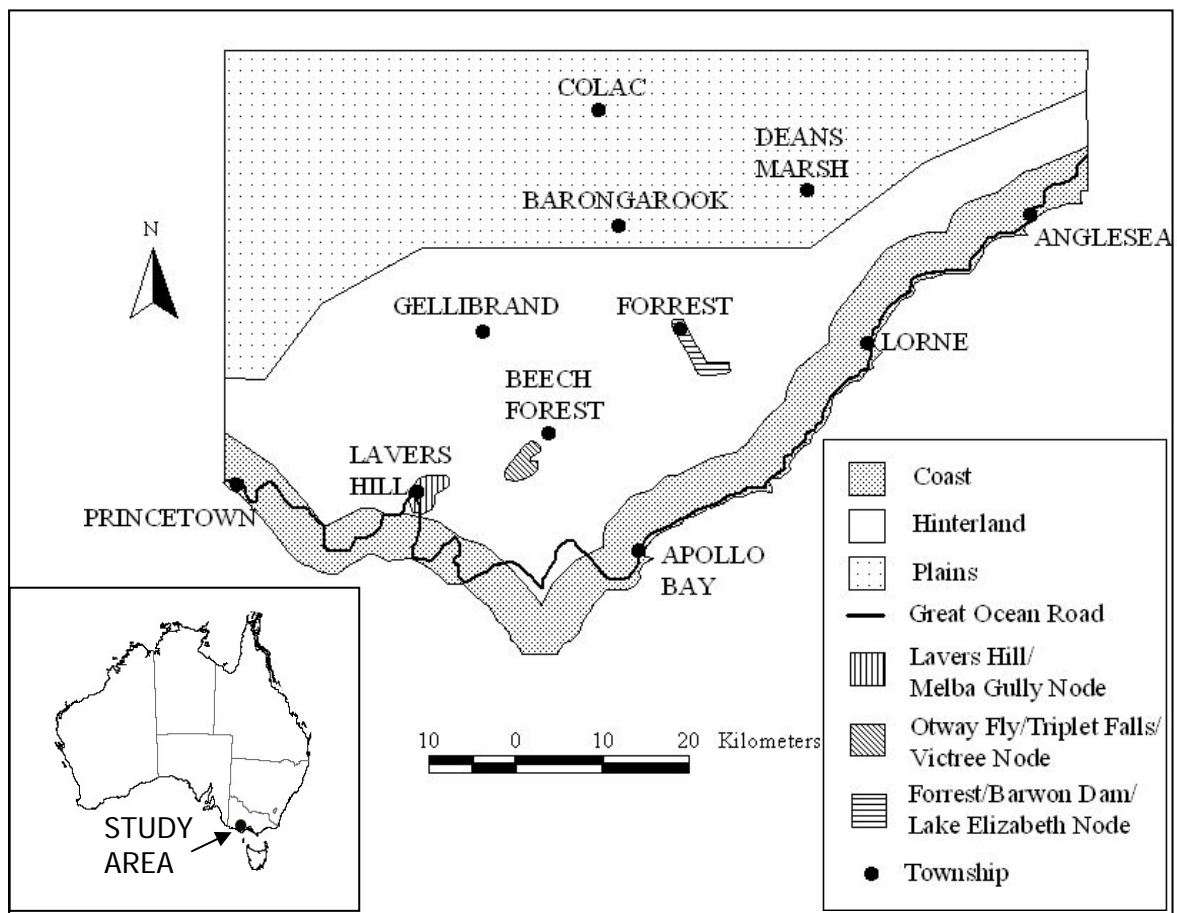 COLAC
DEANS
MARSH
BARONGAROOK
N
ANGLESEA
GELLIBRAND
FORREST
LORNE
BEECH
FOREST
LAVERS
HILL
PRINCETOWN
APOLLO
BAY
10 0 10 20 Kilometers
Coast
Hinterland
Plains
Great Ocean Road
Lavers Hill/
Melba Gully Node
Otway Fly/Triplet Falls/
Victree Node
Forrest/Barwon Dam/
Lake Elizabeth Node
Township
STUDY
AREA